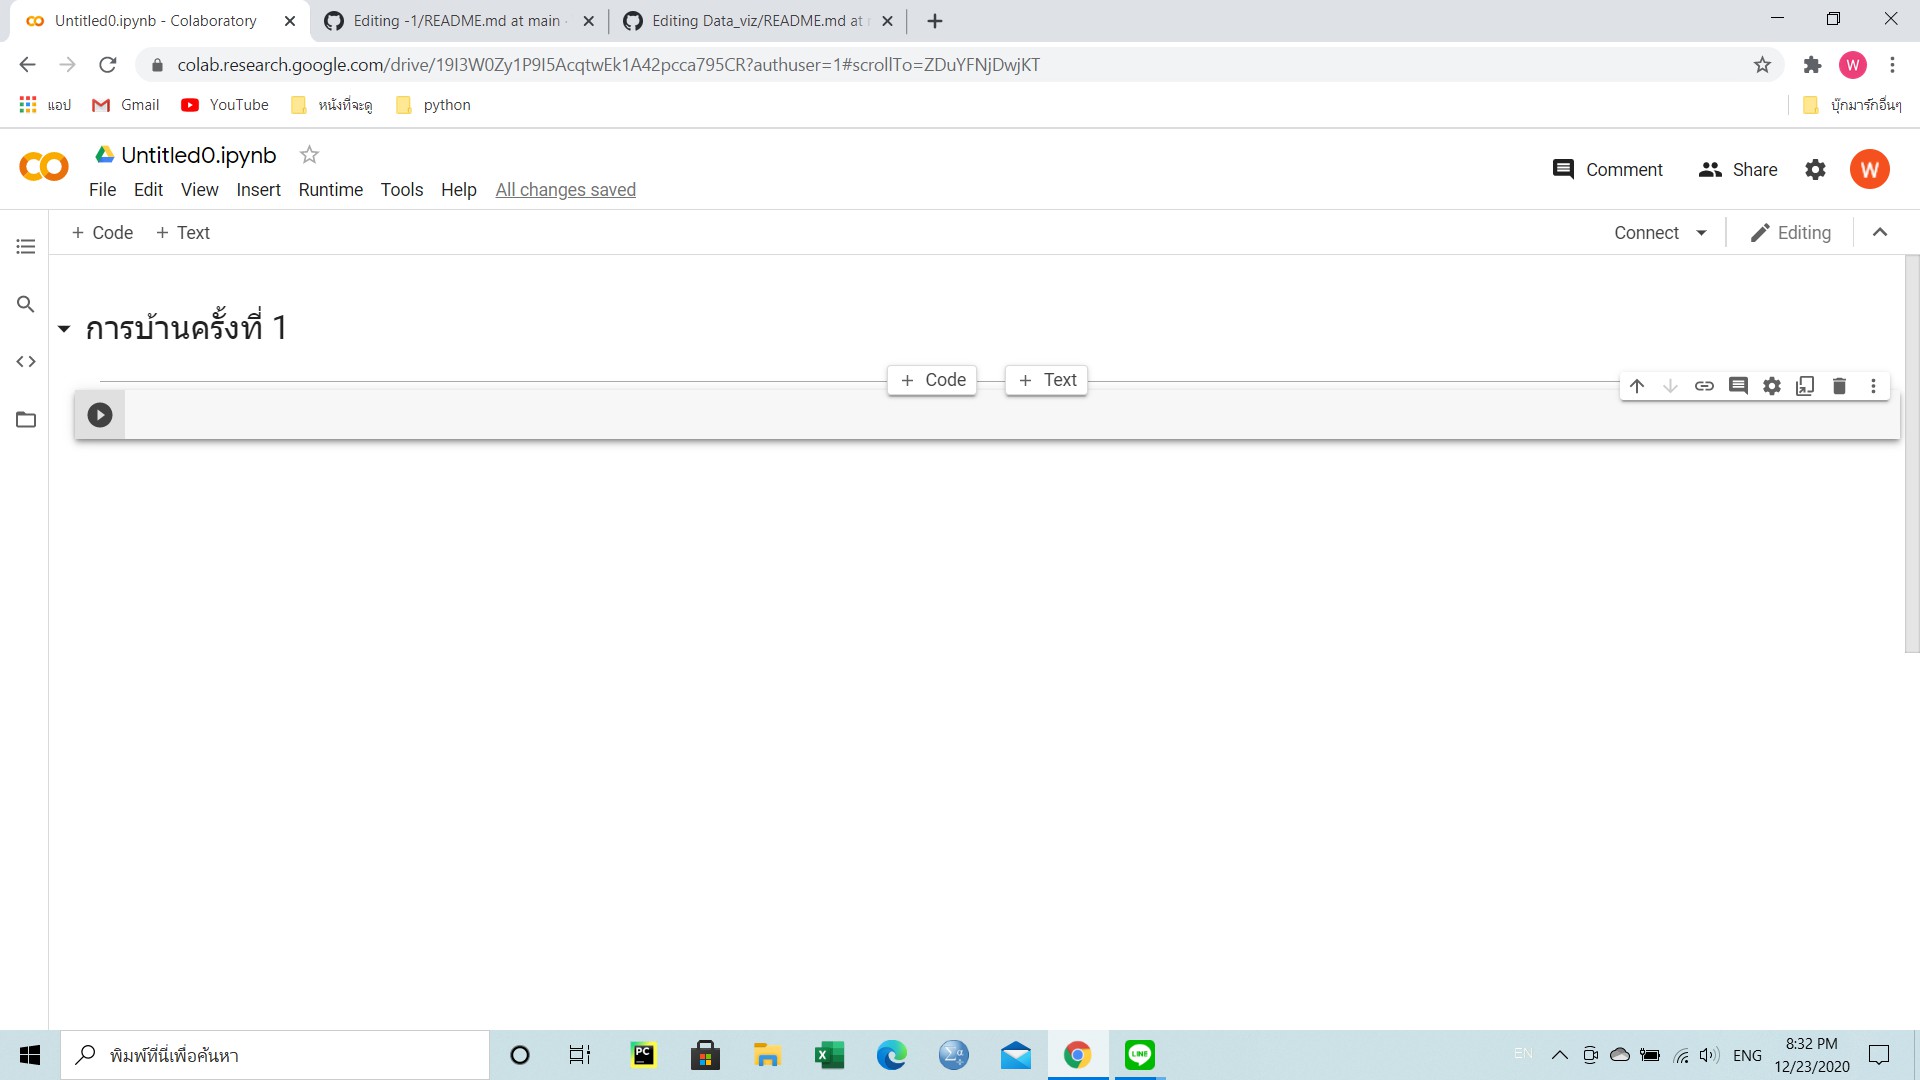 Untitled0.ipynb - Colaboratory
Editing -1/README.md at main
Editing Data_viz/README.md at
colab.research.google.com/drive/19I3W0Zy1P9I5AcqtwEk1A42pcca795CR?authuser=1#scrollTo=ZDuYFNjDwjKT
W
แอป
Gmail
YouTube
หนังที่จะดู
python
บุ๊กมาร์กอื่นๆ
Untitled0.ipynb
Comment
Share
W
File Edit View Insert Runtime Tools Help All changes saved
+ Code + Text
Connect
Editing
การบ้านครั้งที่ 1
+ Code + Text
พิมพ์ที่นี่เพื่อค้นหา
PC
LINE
EN
ENG
8:32 PM
12/23/2020